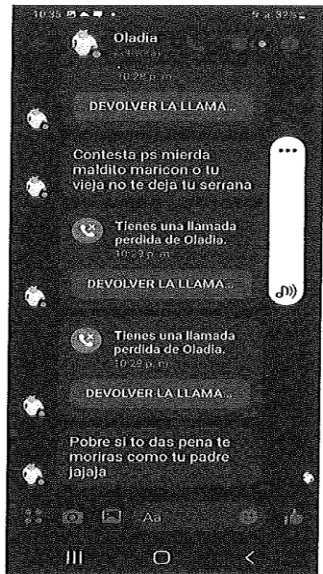 10:35
Oladia
10:28 p. m.
DEVOLVER LA LLAMA...
Contesta ps mierda
maldito maricon o tu
vieja no te deja tu serrana
Tienes una llamada
perdida de Oladia.
10:29 p. m.
DEVOLVER LA LLAMA...
Tienes una llamada
perdida de Oladia.
10:29 p. m.
DEVOLVER LA LLAMA...
Pobre si to das pena te
moriras como tu padre
jajaja
Aa